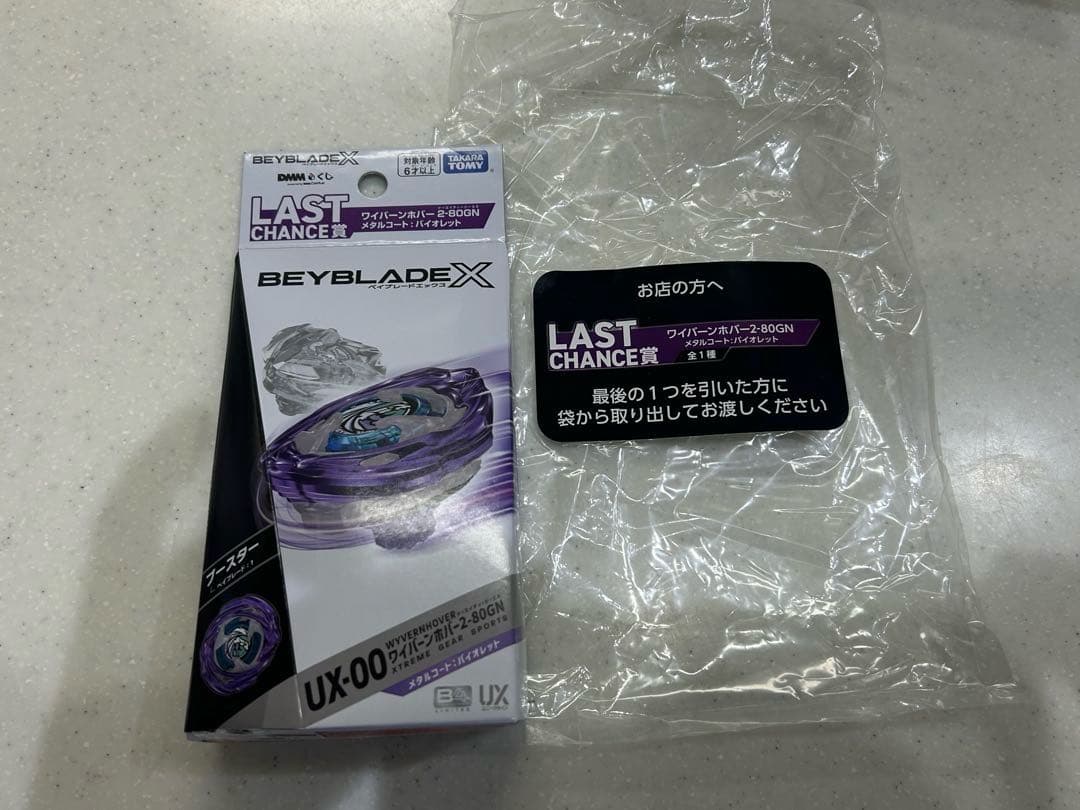 BEYBLADE X
対象年齢
6才以上
TAKARA
TOMY
DMMくじ
LAST
CHANCE賞
ワイバーンホバー 2-80GN
メタルコート：バイオレット
BEYBLADE X
ベイブレードエックス
ブースター
UX-00
WYVERNHOVER
ワイバーンホバー2-80GN
XTREME GEAR SPORTS
メタルコート：バイオレット
LIMITED
UX
お店の方へ
LAST
CHANCE賞
ワイバーンホバー2-80GN
メタルコート：バイオレット
全1種
最後の1つを引いた方に
袋から取り出してお渡しください